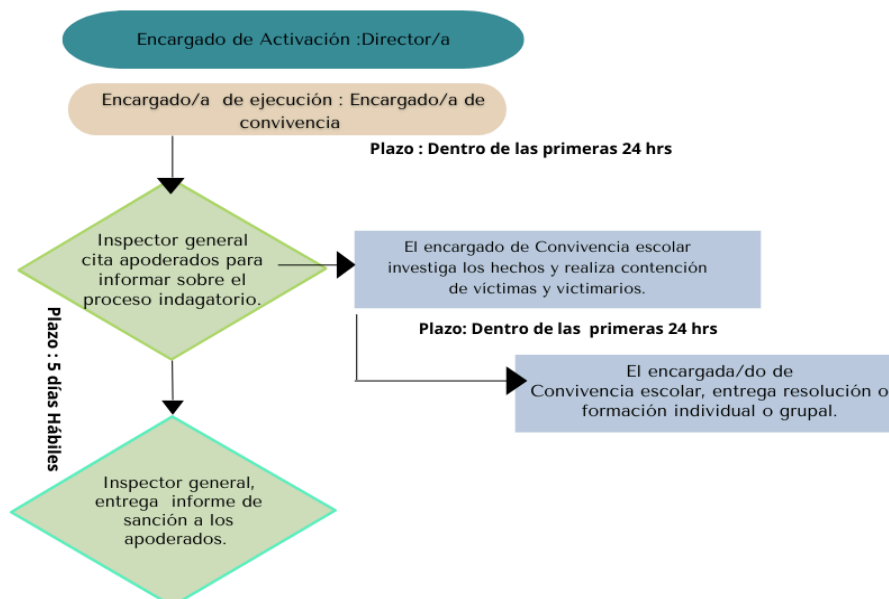 Encargado de Activación :Director/a
Encargado/a de ejecución : Encargado/a de
convivencia
Plazo : Dentro de las primeras 24 hrs
Inspector general
cita apoderados para
informar sobre el
proceso indagatorio.
El encargado de Convivencia escolar
investiga los hechos y realiza contención
de víctimas y victimarios.
Plazo: Dentro de las primeras 24 hrs
El encargada/do de
Convivencia escolar, entrega resolución o
formación individual o grupal.
Plazo : 5 días Hábiles
Inspector general,
entrega informe de
sanción a los
apoderados.